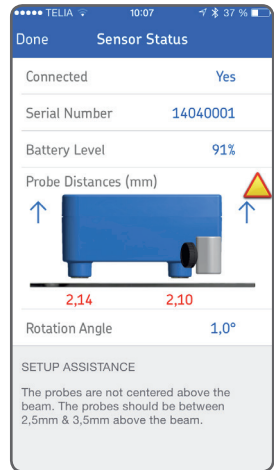 TELIA 10:07 37 %
Done Sensor Status
Connected Yes
Serial Number 14040001
Battery Level 91%
Probe Distances (mm)
2,14 2,10
Rotation Angle 1,0°
SETUP ASSISTANCE
The probes are not centered above the
beam. The probes should be between
2,5mm & 3,5mm above the beam.